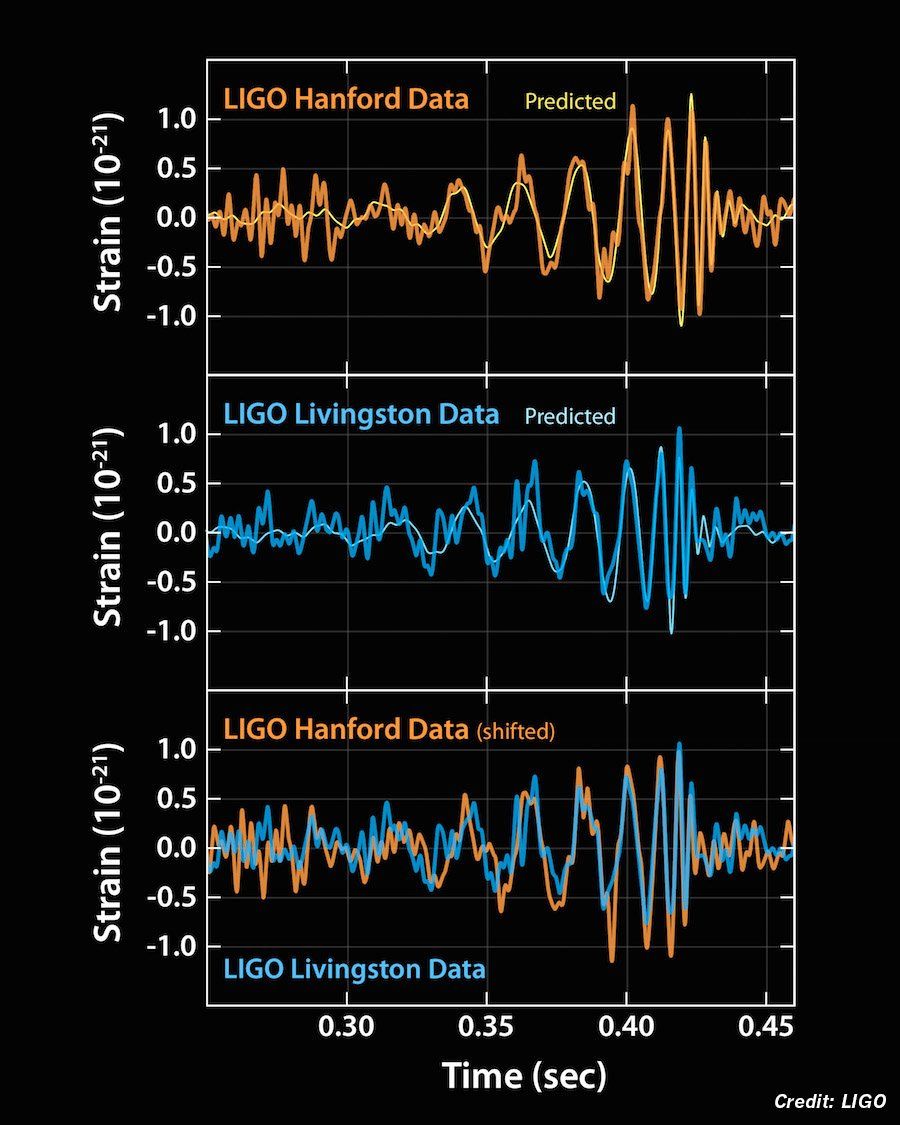 LIGO Hanford Data Predicted
1.0
0.5
0.0
-0.5
-1.0
Strain (10⁻²¹)
LIGO Livingston Data Predicted
1.0
0.5
0.0
-0.5
-1.0
Strain (10⁻²¹)
LIGO Hanford Data (shifted)
1.0
0.5
0.0
-0.5
-1.0
Strain (10⁻²¹)
LIGO Livingston Data
0.30 0.35 0.40 0.45
Time (sec)
Credit: LIGO